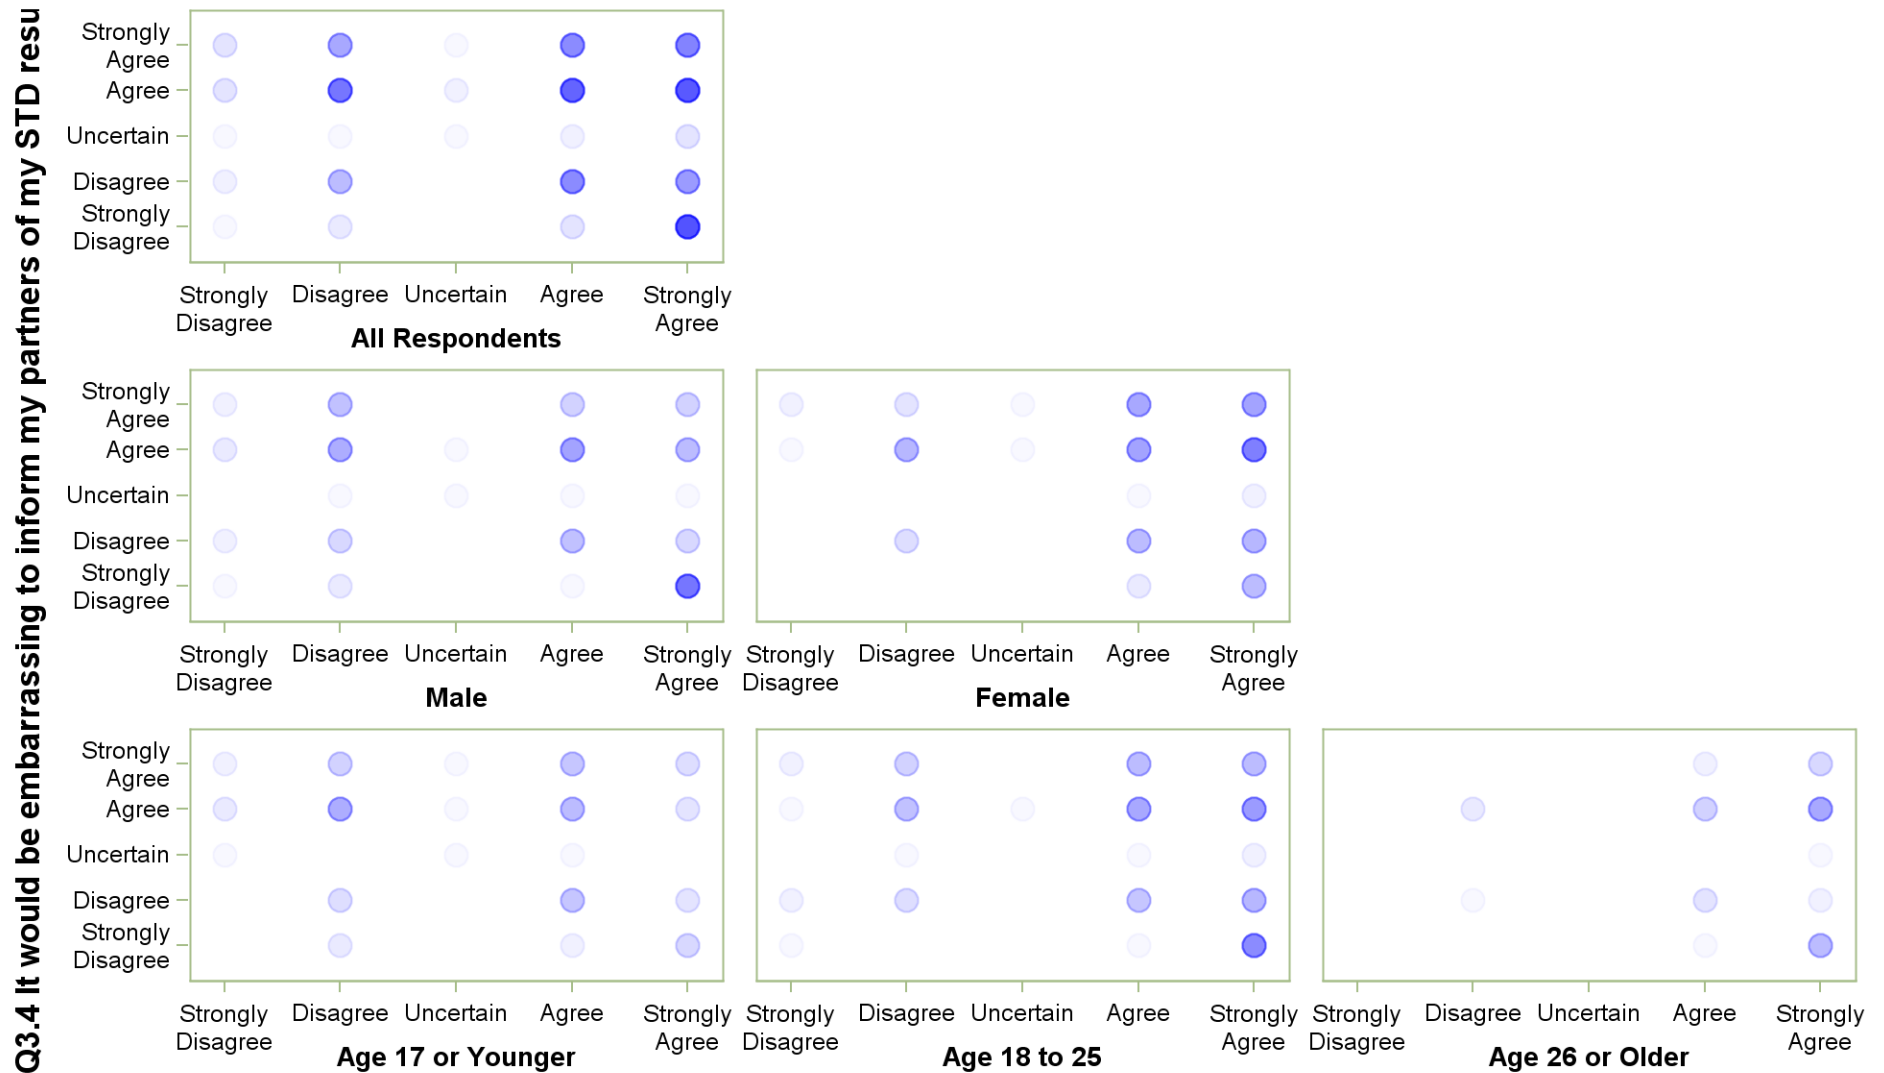 Q3.4 It would be embarrassing to inform my partners of my STD
Strongly
Agree
Agree
Uncertain
Disagree
Strongly
Disagree
Strongly Disagree Uncertain Agree Strongly
Disagree Agree
All Respondents
Strongly
Agree
Agree
Uncertain
Disagree
Strongly
Disagree
Strongly Disagree Uncertain Agree Strongly
Disagree Agree
Male
Strongly Disagree Uncertain Agree Strongly
Disagree Agree
Female
Strongly
Agree
Agree
Uncertain
Disagree
Strongly
Disagree
Strongly Disagree Uncertain Agree Strongly
Disagree Agree
Age 17 or Younger
Strongly Disagree Uncertain Agree Strongly
Disagree Agree
Age 18 to 25
Strongly Disagree Uncertain Agree Strongly
Disagree Agree
Age 26 or Older